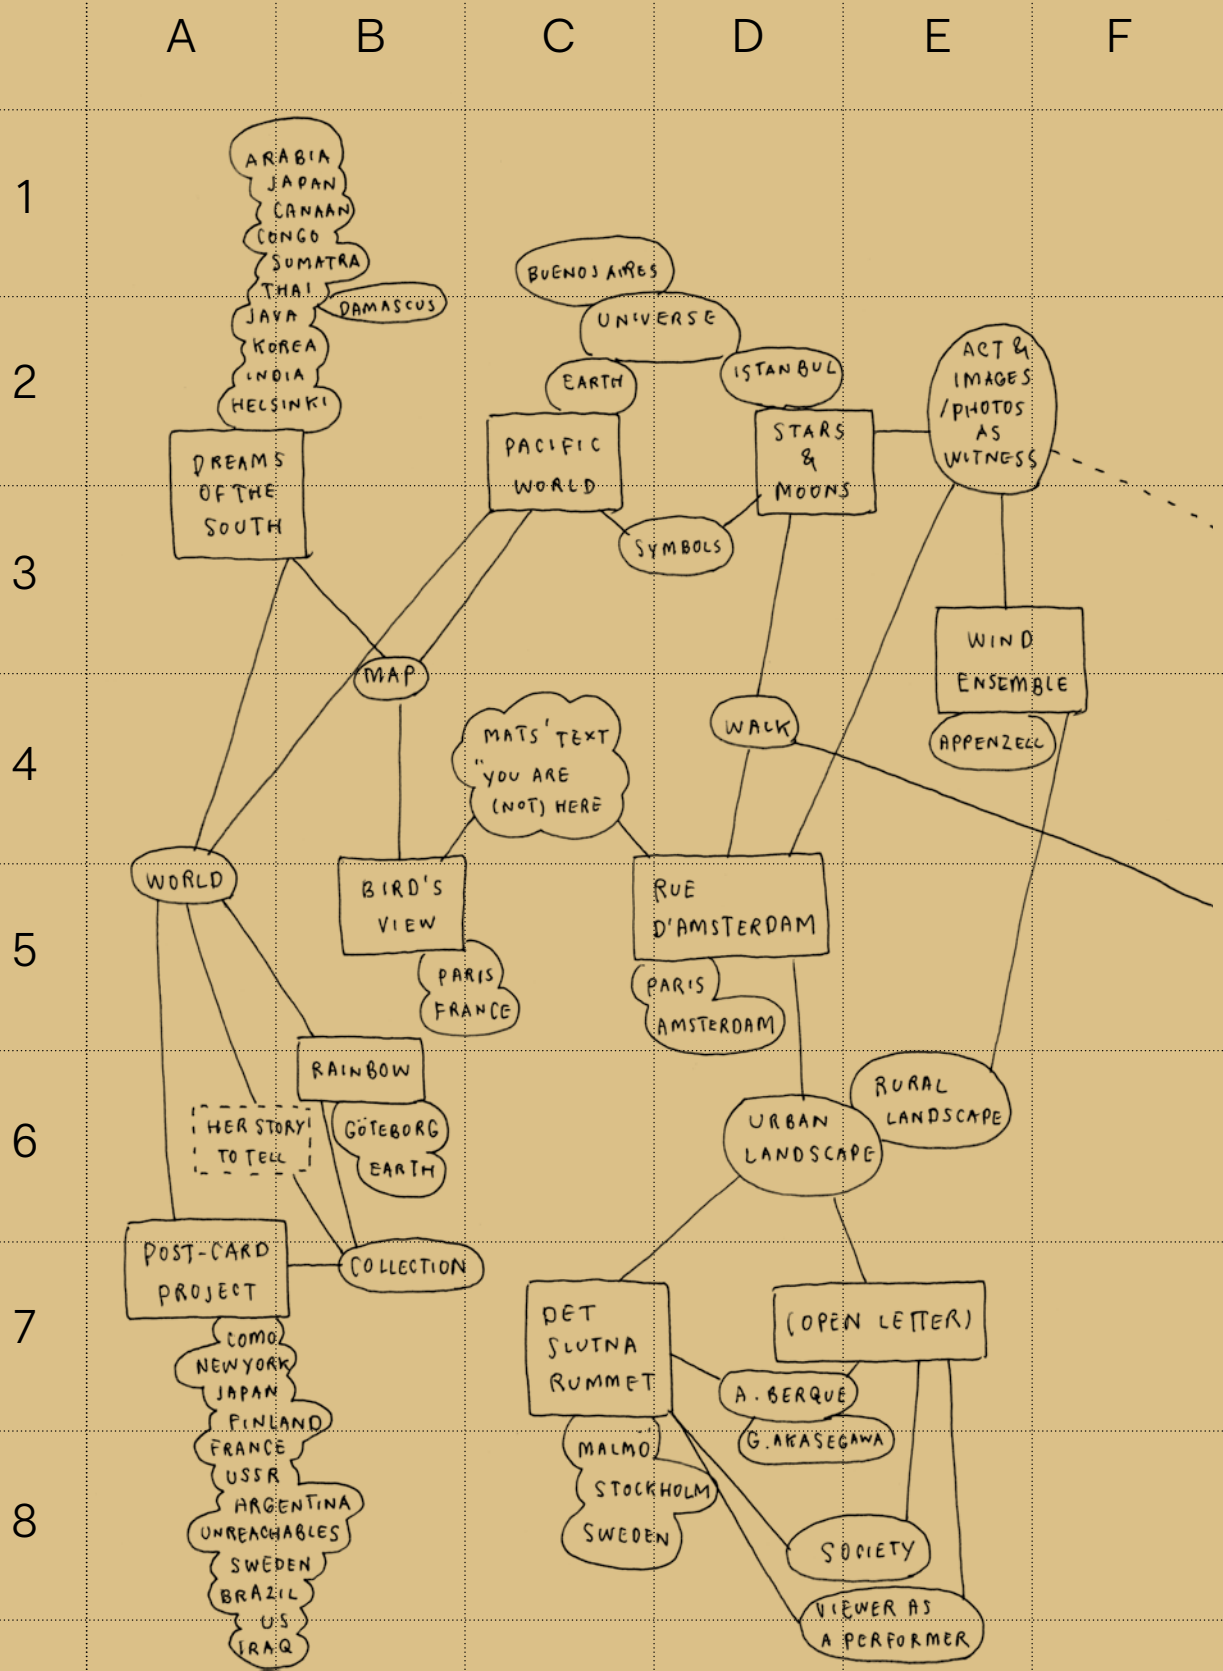 A
B
C
D
E
F
1
2
3
4
5
6
7
8
ARABIA
JAPAN
CANAAN
CONGO
SUMATRA
THAI
JAVA
KOREA
INDIA
HELSINKI
DAMASCUS
DREAMS
OF THE
SOUTH
BUENOS AIRES
UNIVERSE
EARTH
PACIFIC
WORLD
ISTANBUL
STARS
&
MOONS
SYMBOLS
ACT &
IMAGES
/PHOTOS
AS
WITNESS
WIND
ENSEMBLE
APPENZELL
MAP
MATS' TEXT
"YOU ARE
(NOT) HERE
WALK
WORLD
BIRD'S
VIEW
PARIS
FRANCE
RUE
D'AMSTERDAM
PARIS
AMSTERDAM
RAINBOW
GÖTEBORG
EARTH
HER STORY
TO TELL
URBAN
LANDSCAPE
RURAL
LANDSCAPE
POST-CARD
PROJECT
COLLECTION
COMO
NEW YORK
JAPAN
FINLAND
FRANCE
USSR
ARGENTINA
UNREACHABLES
SWEDEN
BRAZIL
US
IRAQ
DET
SLUTNA
RUMMET
MALMÖ
STOCKHOLM
SWEDEN
(OPEN LETTER)
A. BERQUE
G. AKASEGAWA
SOCIETY
VIEWER AS
A PERFORMER